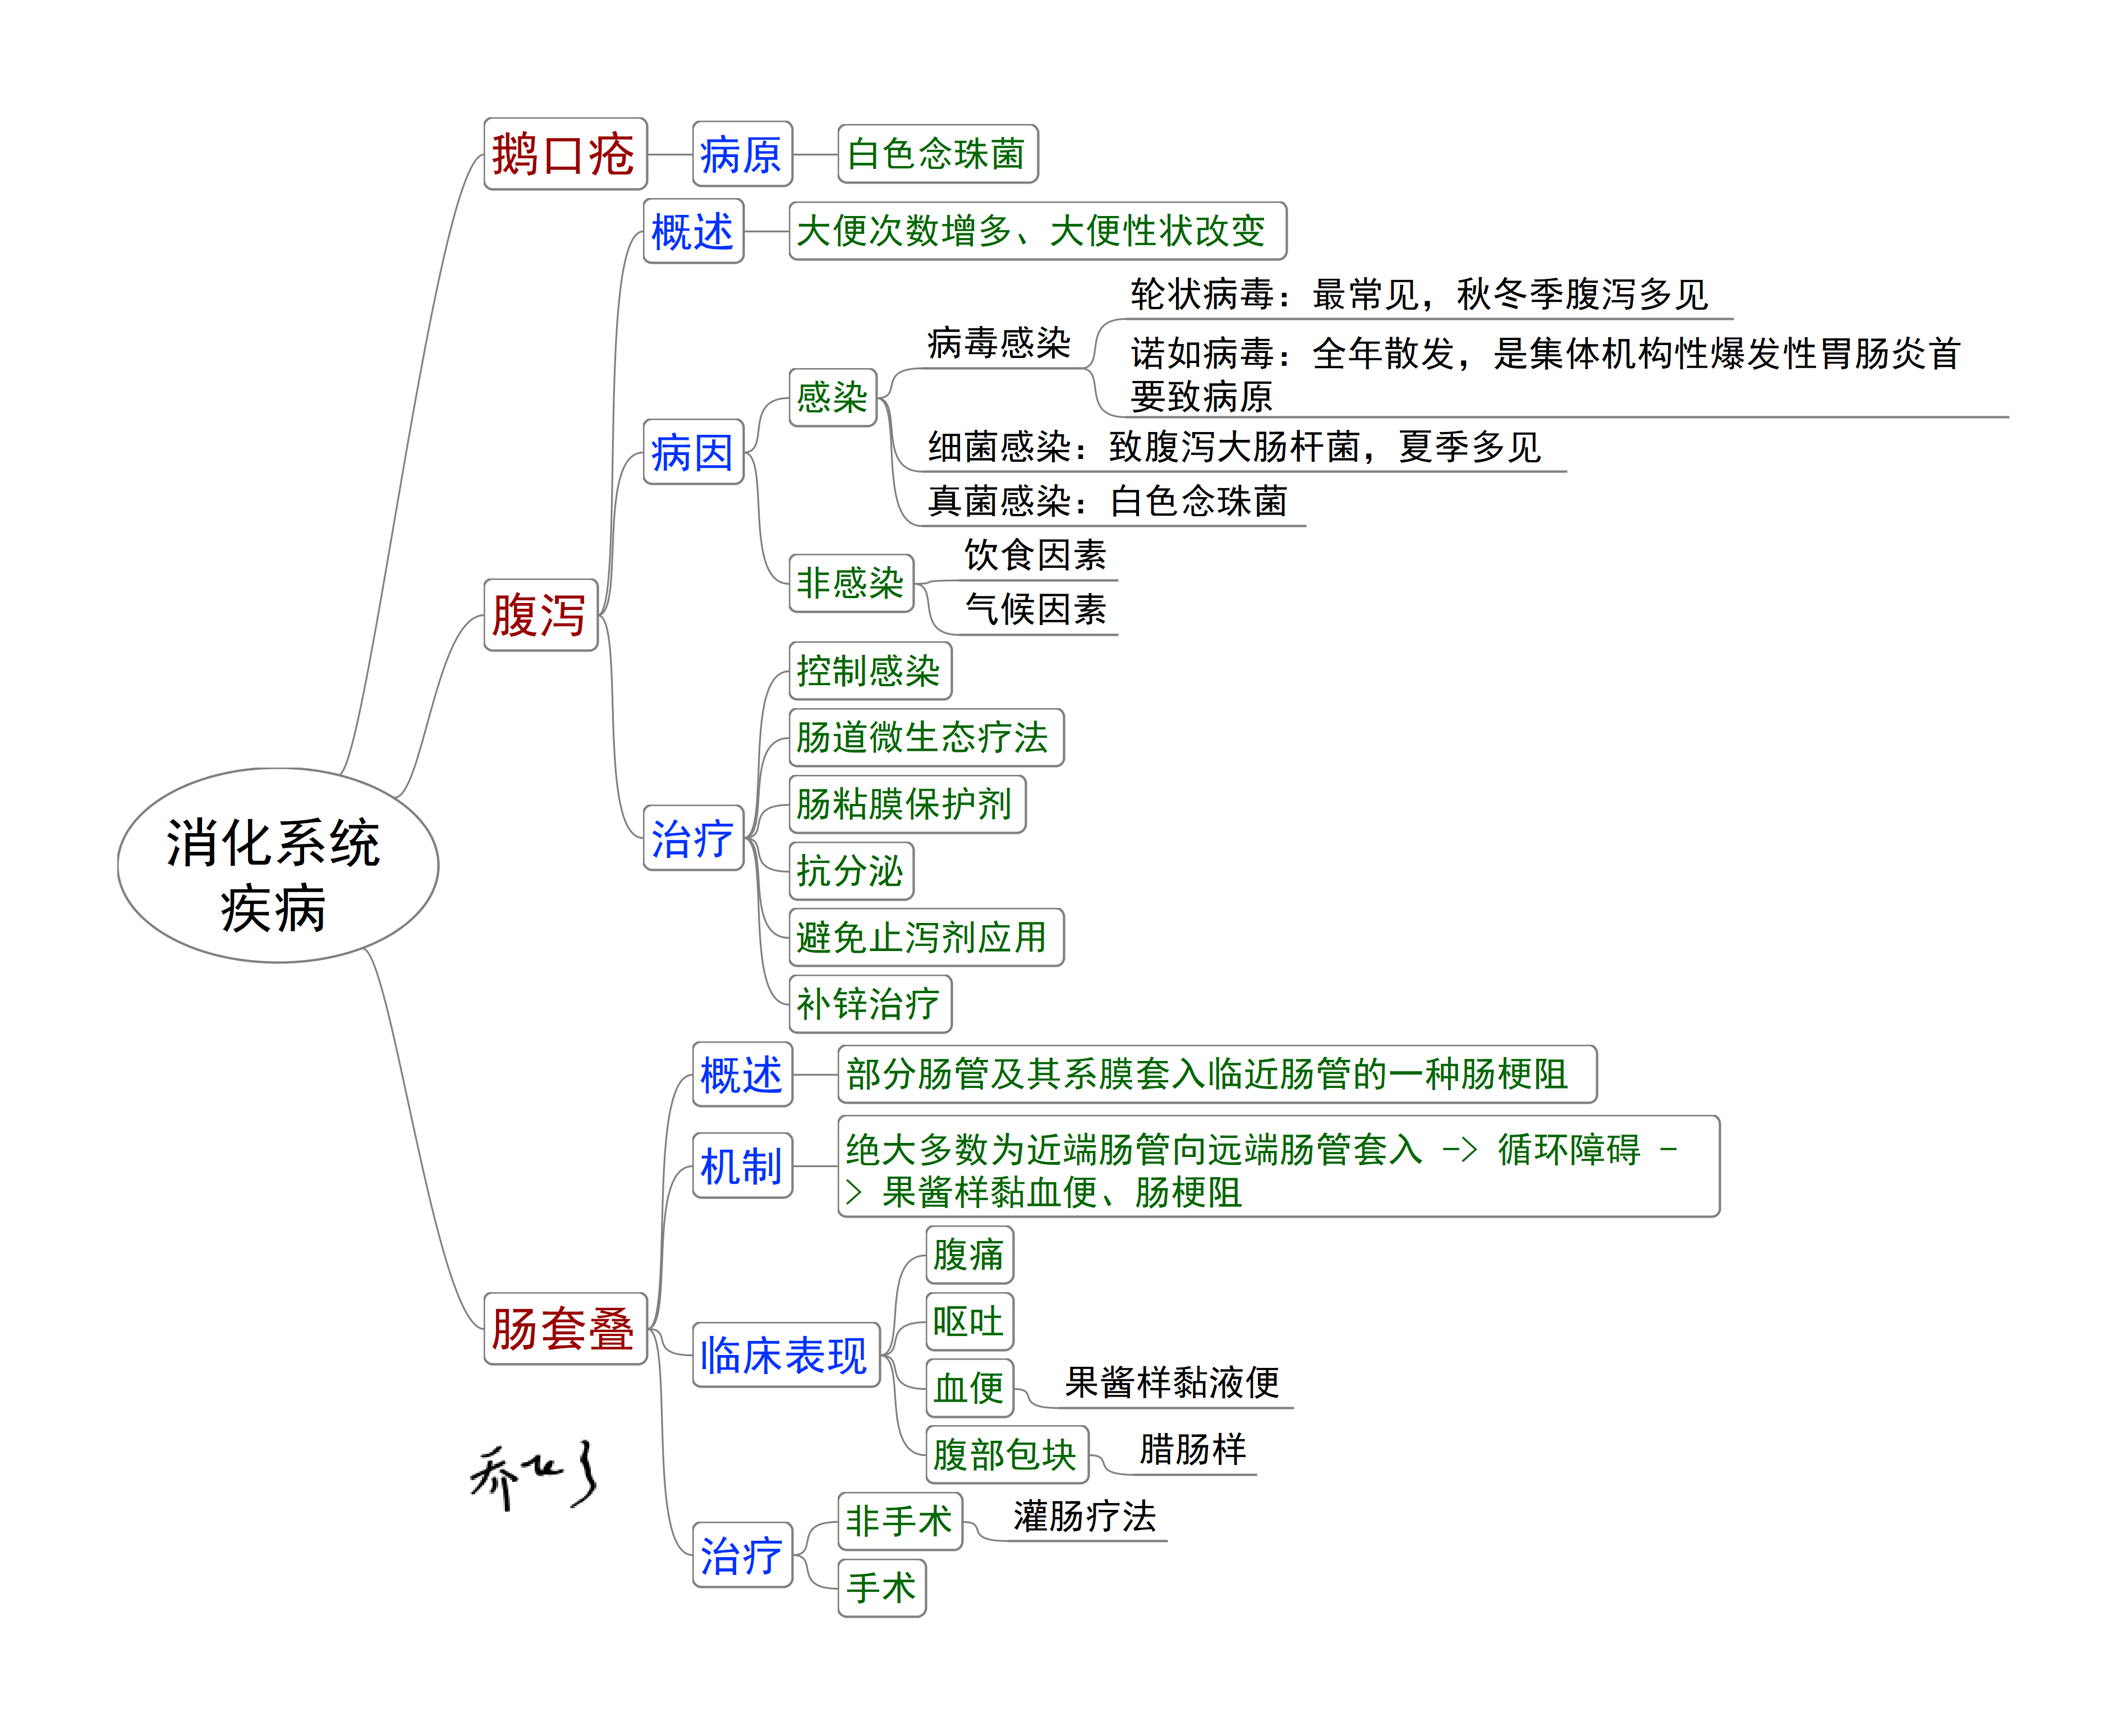 鹅口疮
病原
白色念珠菌
概述
大便次数增多、大便性状改变
轮状病毒：最常见，秋冬季腹泻多见
病毒感染
诺如病毒：全年散发，是集体机构性爆发性胃肠炎首
要致病原
感染
细菌感染：致腹泻大肠杆菌，夏季多见
病因
真菌感染：白色念珠菌
饮食因素
非感染
气候因素
腹泻
控制感染
肠道微生态疗法
肠粘膜保护剂
治疗
抗分泌
避免止泻剂应用
补锌治疗
消化系统
疾病
概述
部分肠管及其系膜套入临近肠管的一种肠梗阻
机制
绝大多数为近端肠管向远端肠管套入 -> 循环障碍 -
> 果酱样黏血便、肠梗阻
腹痛
呕吐
肠套叠
临床表现
血便
果酱样黏液便
腹部包块
腊肠样
非手术
灌肠疗法
治疗
手术